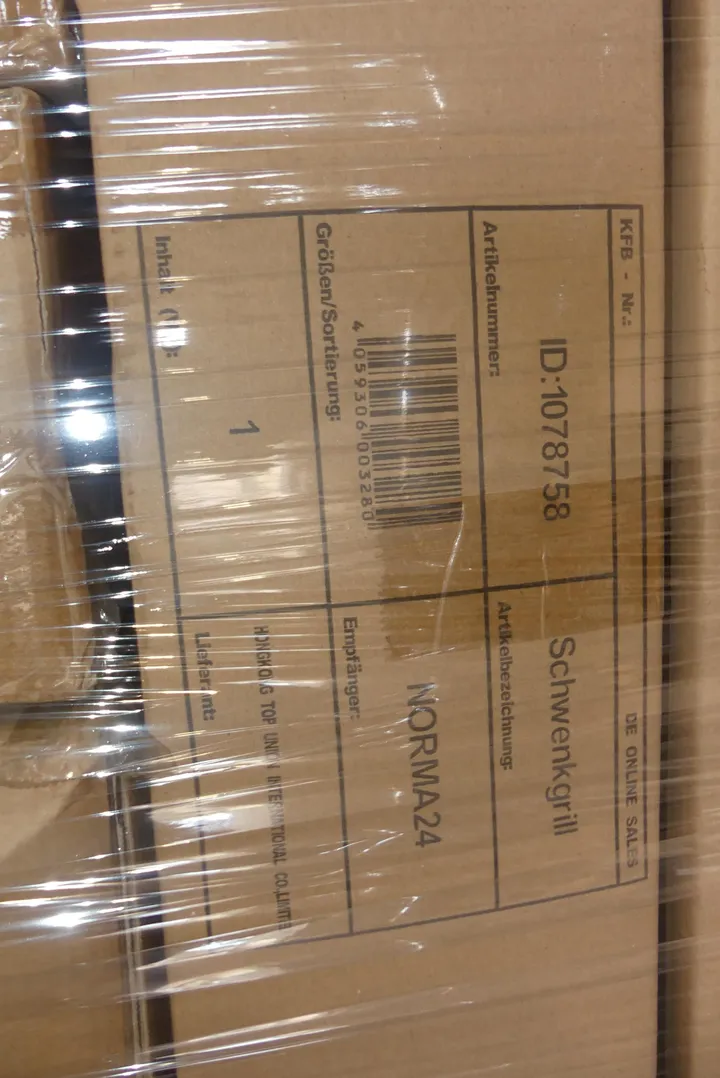 KFB - Nr.:
DE ONLINE SALES
Artikelnummer:
ID:1078758
Artikelbezeichnung:
Schwenkgrill
Größen/Sortierung:
4 059306 003280
Empfänger:
NORMA24
Inhalt
1
Lieferant:
HONGKONG TOP UNION INTERNATIONAL CO.,LIMITE